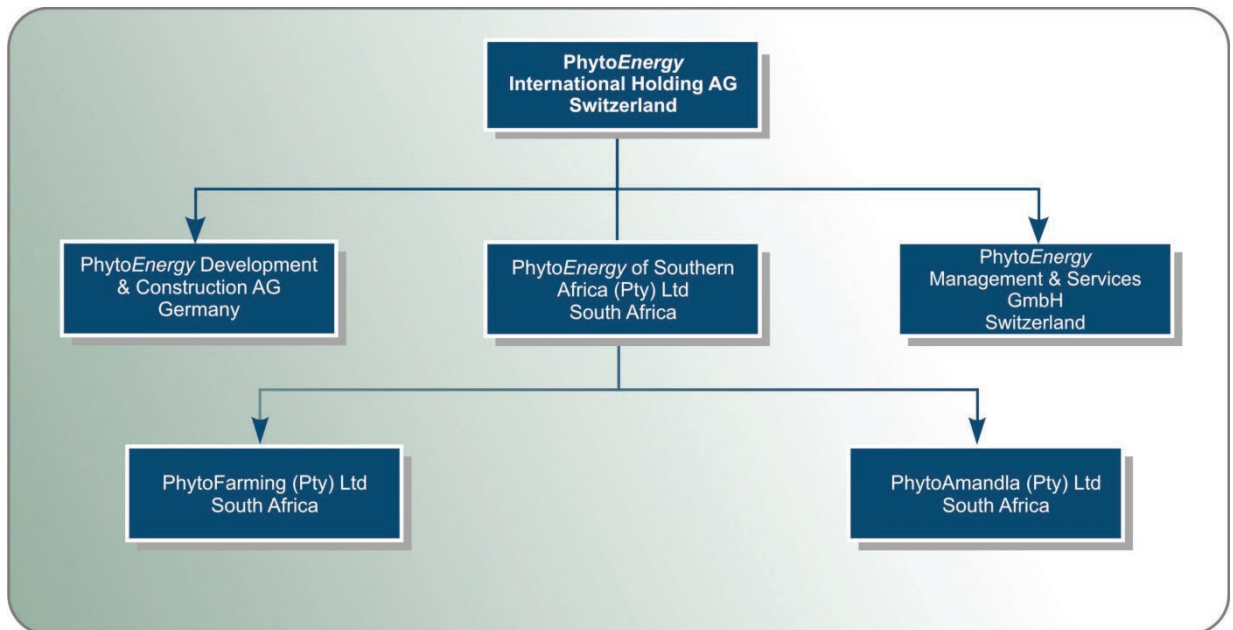 PhytoEnergy
International Holding AG
Switzerland
PhytoEnergy Development
& Construction AG
Germany
PhytoEnergy of Southern
Africa (Pty) Ltd
South Africa
PhytoEnergy
Management & Services
GmbH
Switzerland
PhytoFarming (Pty) Ltd
South Africa
PhytoAmandla (Pty) Ltd
South Africa